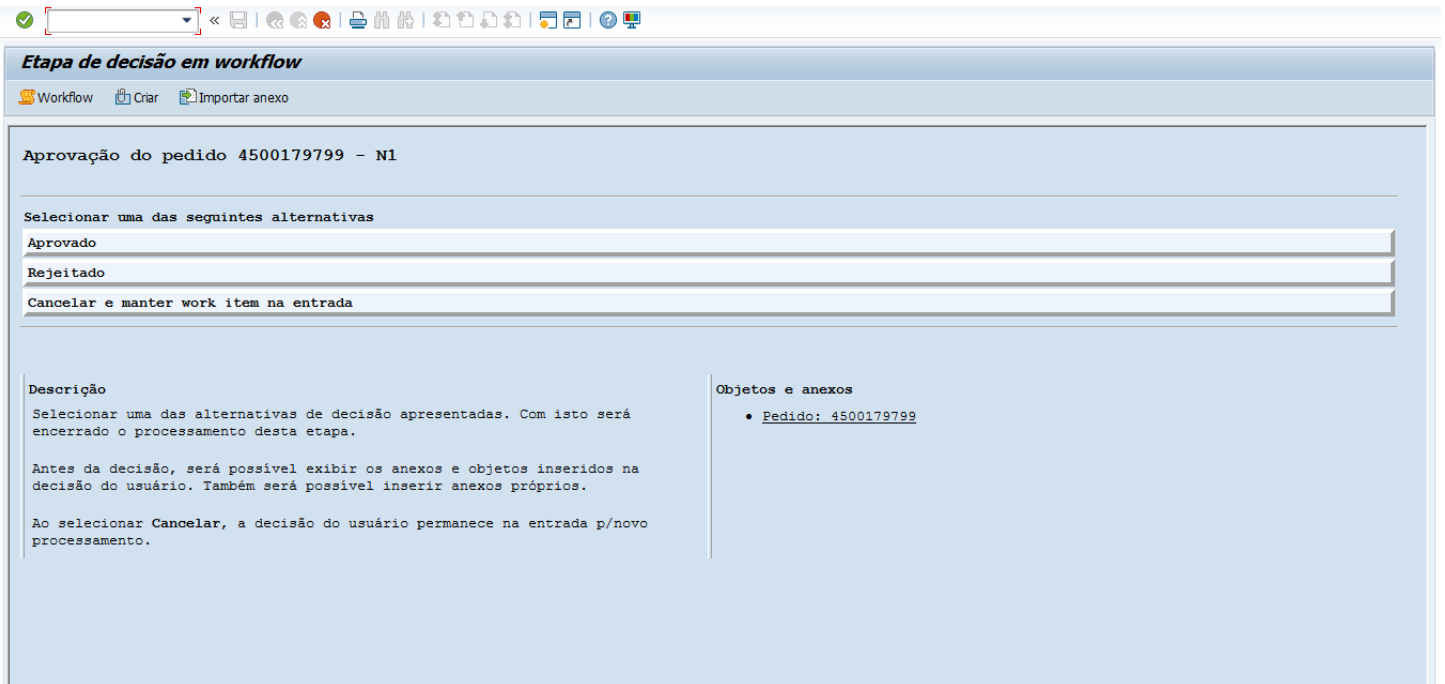 Etapa de decisão em workflow
Workflow Criar Importar anexo
Aprovação do pedido 4500179799 - N1
Selecionar uma das seguintes alternativas
Aprovado
Rejeitado
Cancelar e manter work item na entrada
Descrição
Selecionar uma das alternativas de decisão apresentadas. Com isto será
encerrado o processamento desta etapa.
Antes da decisão, será possível exibir os anexos e objetos inseridos na
decisão do usuário. Também será possível inserir anexos próprios.
Ao selecionar Cancelar, a decisão do usuário permanece na entrada p/novo
processamento.
Objetos e anexos
• Pedido: 4500179799